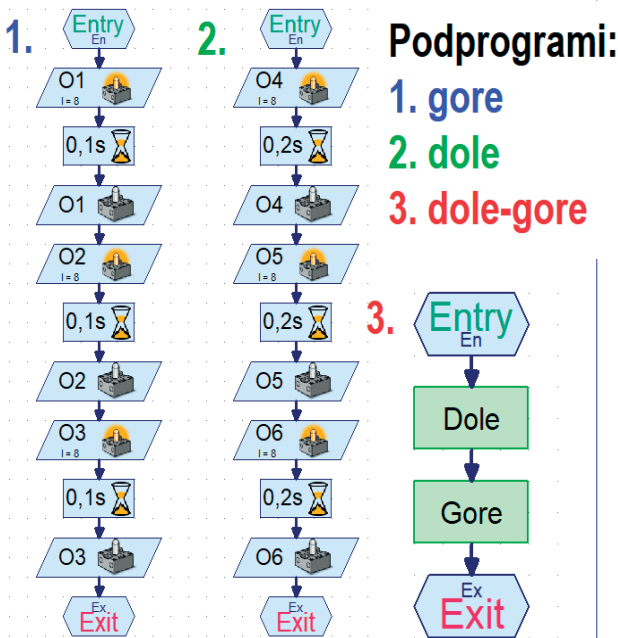 1.
Entry
En
O1
I = 8
0,1s
O1
O2
I = 8
0,1s
O2
O3
I = 8
0,1s
O3
Ex
Exit
2.
Entry
En
O4
I = 8
0,2s
O4
O5
I = 8
0,2s
O5
O6
I = 8
0,2s
O6
Ex
Exit
Podprogrami:
1. gore
2. dole
3. dole-gore
3.
Entry
En
Dole
Gore
Ex
Exit